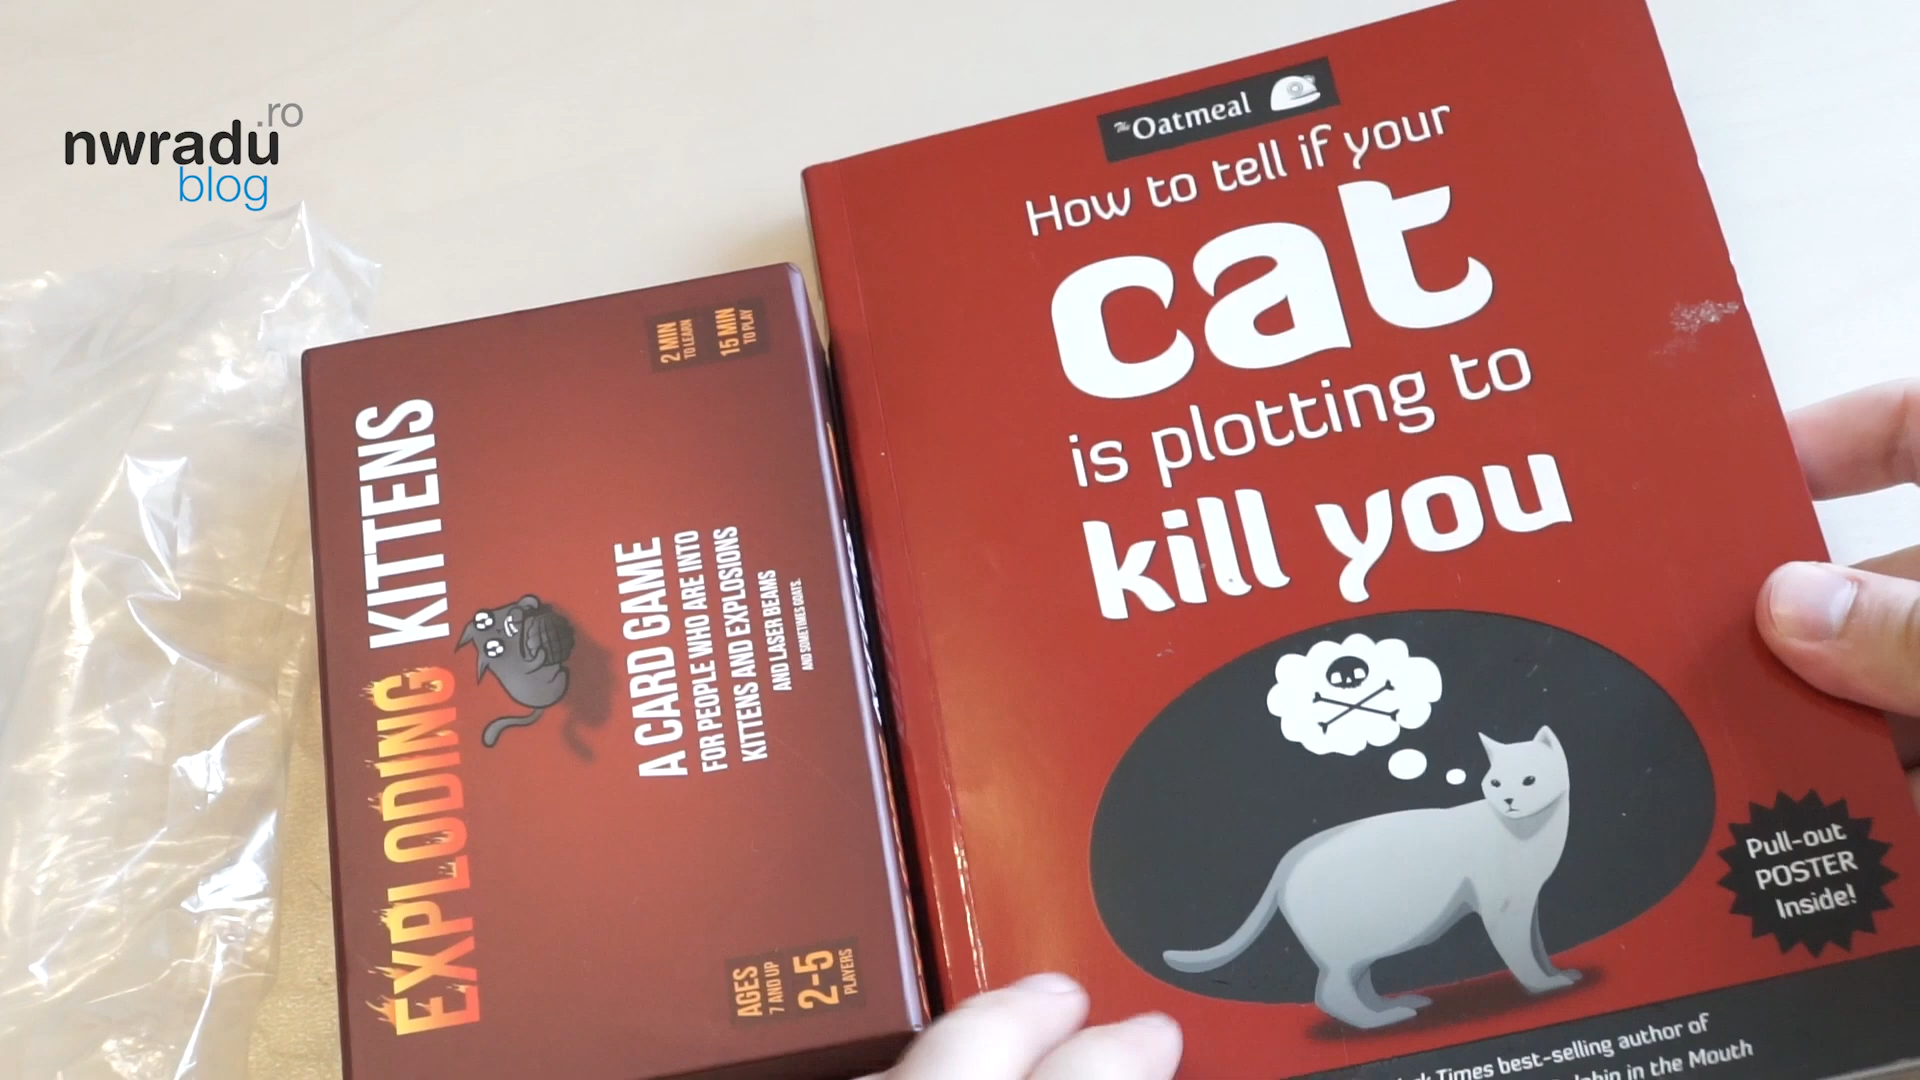 nwradu.ro
blog
EXPLODING KITTENS
A CARD GAME
FOR PEOPLE WHO ARE INTO
KITTENS AND EXPLOSIONS
AND LASER BEAMS
AND SOMETIMES GOATS.
2 MIN
TO LEARN
15 MIN
TO PLAY
AGES
7 AND UP
2-5
PLAYERS
The Oatmeal
How to tell if your
cat
is plotting to
kill you
Pull-out
POSTER
Inside!
Times best-selling author of
in the Mouth